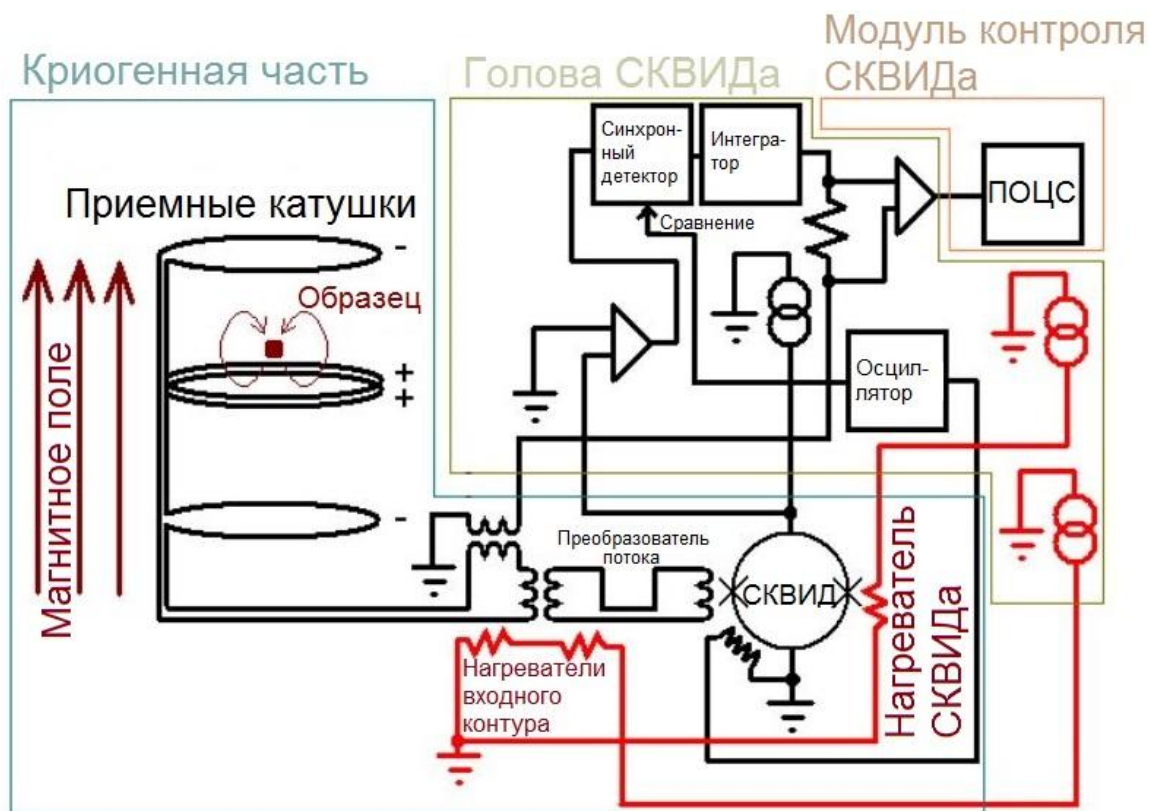 Криогенная часть
Голова СКВИДа
Модуль контроля
СКВИДа
Синхрон-
ный
детектор
Интегра-
тор
ПОЦС
Сравнение
Приемные катушки
-
Образец
+
+
-
Магнитное поле
Осцил-
лятор
Преобразователь
потока
СКВИД
Нагреватель
СКВИДа
Нагреватели
входного
контура